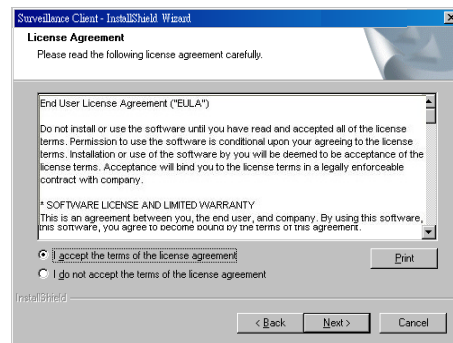 Surveillance Client - InstallShield Wizard
License Agreement
Please read the following license agreement carefully.
End User License Agreement ("EULA")
Do not install or use the software until you have read and accepted all of the license
terms. Permission to use the software is conditional upon your agreeing to the license
terms. Installation or use of the software by you will be deemed to be acceptance of the
license terms. Acceptance will bind you to the license terms in a legally enforceable
contract with company.
* SOFTWARE LICENSE AND LIMITED WARRANTY
This is an agreement between you, the end user, and company. By using this software,
this software, you agree to become bound by the terms of this agreement.
I accept the terms of the license agreement
I do not accept the terms of the license agreement
Print
InstallShield
< Back
Next >
Cancel